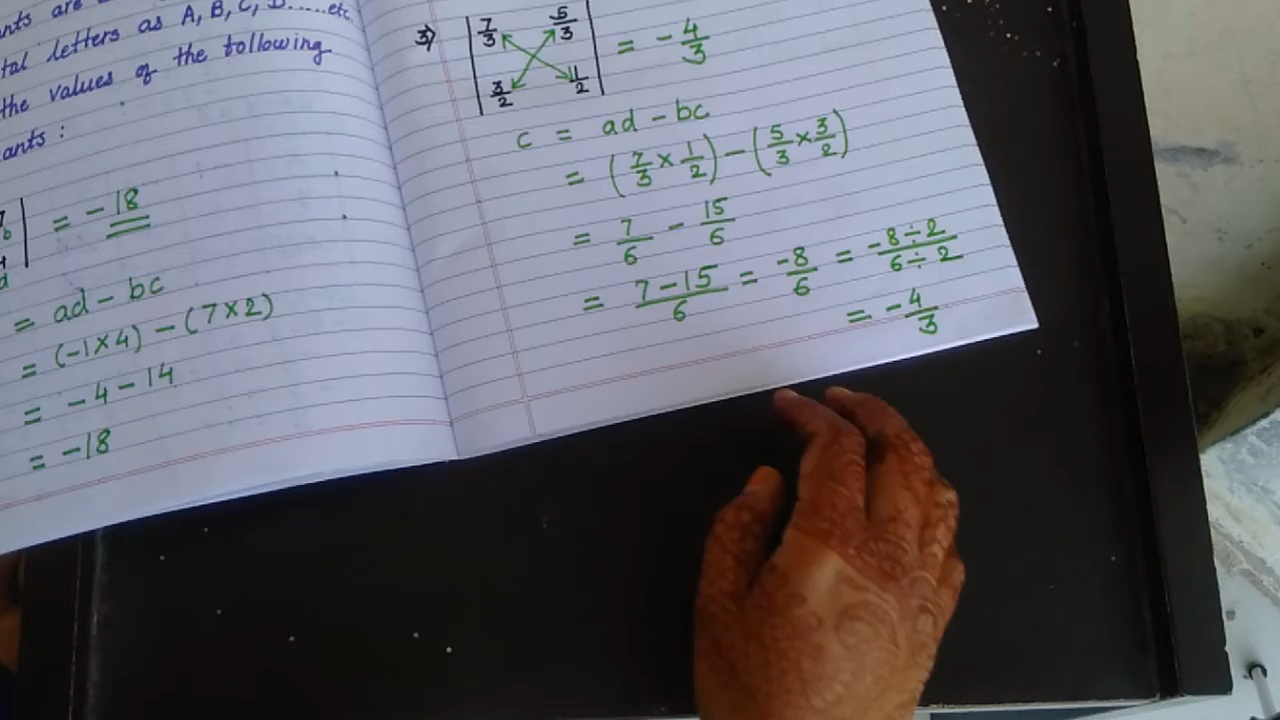 are
tal letters as A, B, C, D.....etc.
the values of the following
ants :
7
b | = -18
4
d
= ad - bc
= (-1×4) - (7×2)
= -4 - 14
= -18
3) | 7/3 5/3 | = -4/3
| 3/2 1/2 |
c = ad - bc
= (7/3 × 1/2) - (5/3 × 3/2)
= 7/6 - 15/6
= 7-15/6 = -8/6 = -8÷2/6÷2
= -4/3